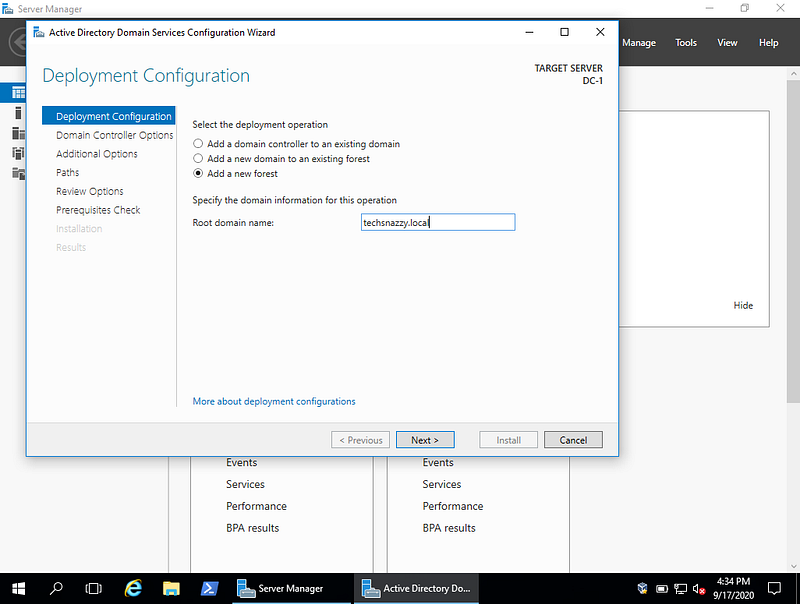 Server Manager
Manage Tools View Help
Active Directory Domain Services Configuration Wizard
Deployment Configuration
TARGET SERVER
DC-1
Deployment Configuration
Domain Controller Options
Additional Options
Paths
Review Options
Prerequisites Check
Installation
Results
Select the deployment operation
Add a domain controller to an existing domain
Add a new domain to an existing forest
Add a new forest
Specify the domain information for this operation
Root domain name: techsnazzy.local
More about deployment configurations
< Previous Next > Install Cancel
Hide
Events
Services
Performance
BPA results
Events
Services
Performance
BPA results
Server Manager
Active Directory Do...
4:34 PM
9/17/2020